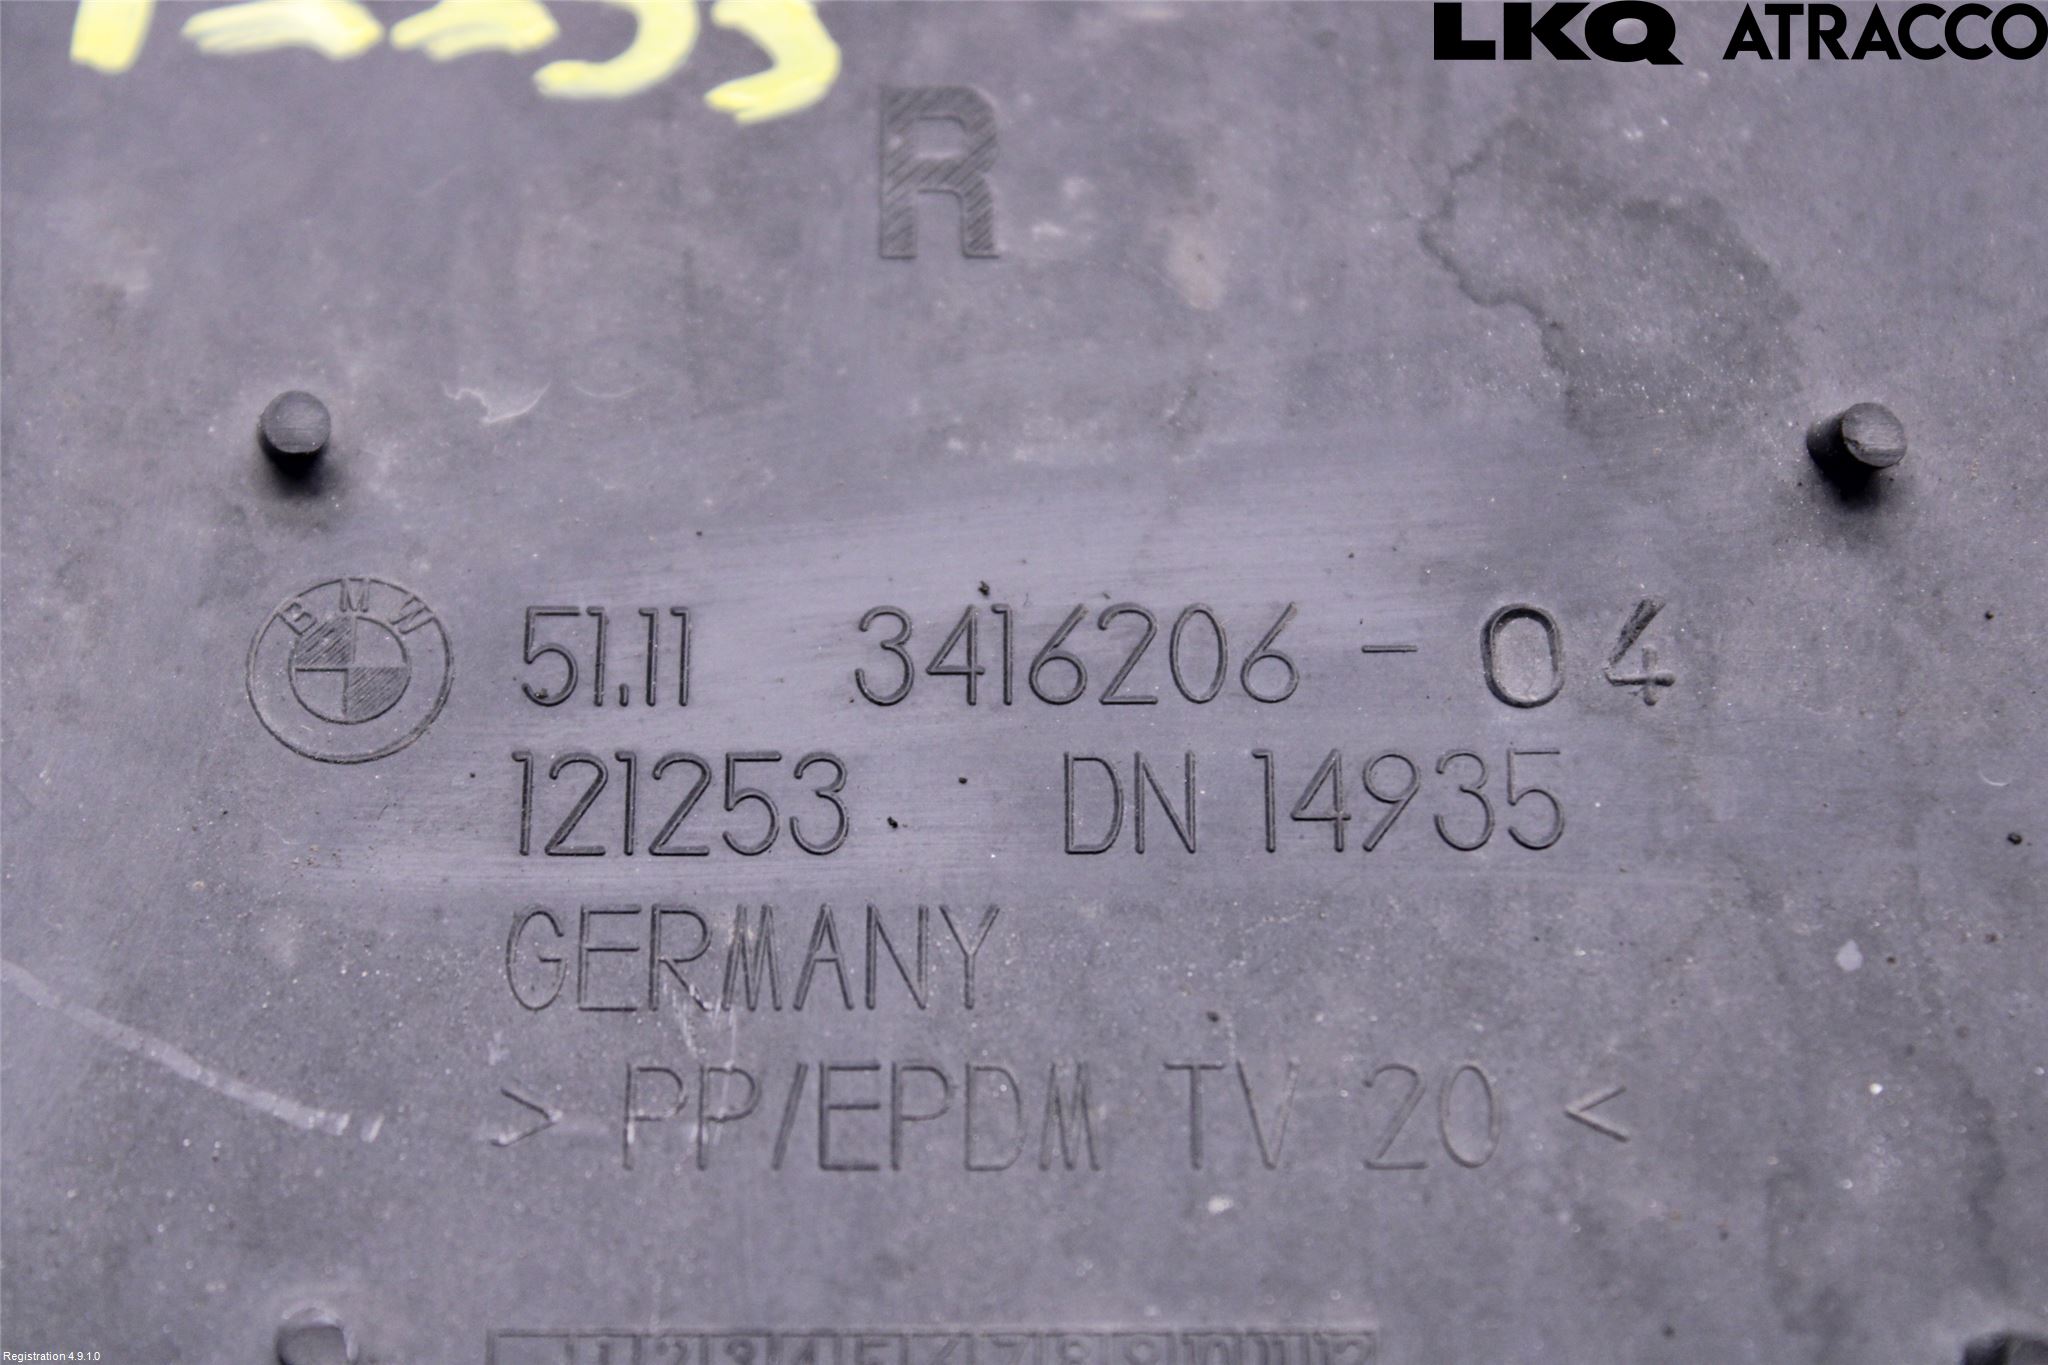 LKQ ATRACCO
R
BMW 51.11 3416206 - 04
121253 DN 14935
GERMANY
> PP/EPDM TV 20 <
Registration 4.9.1.0